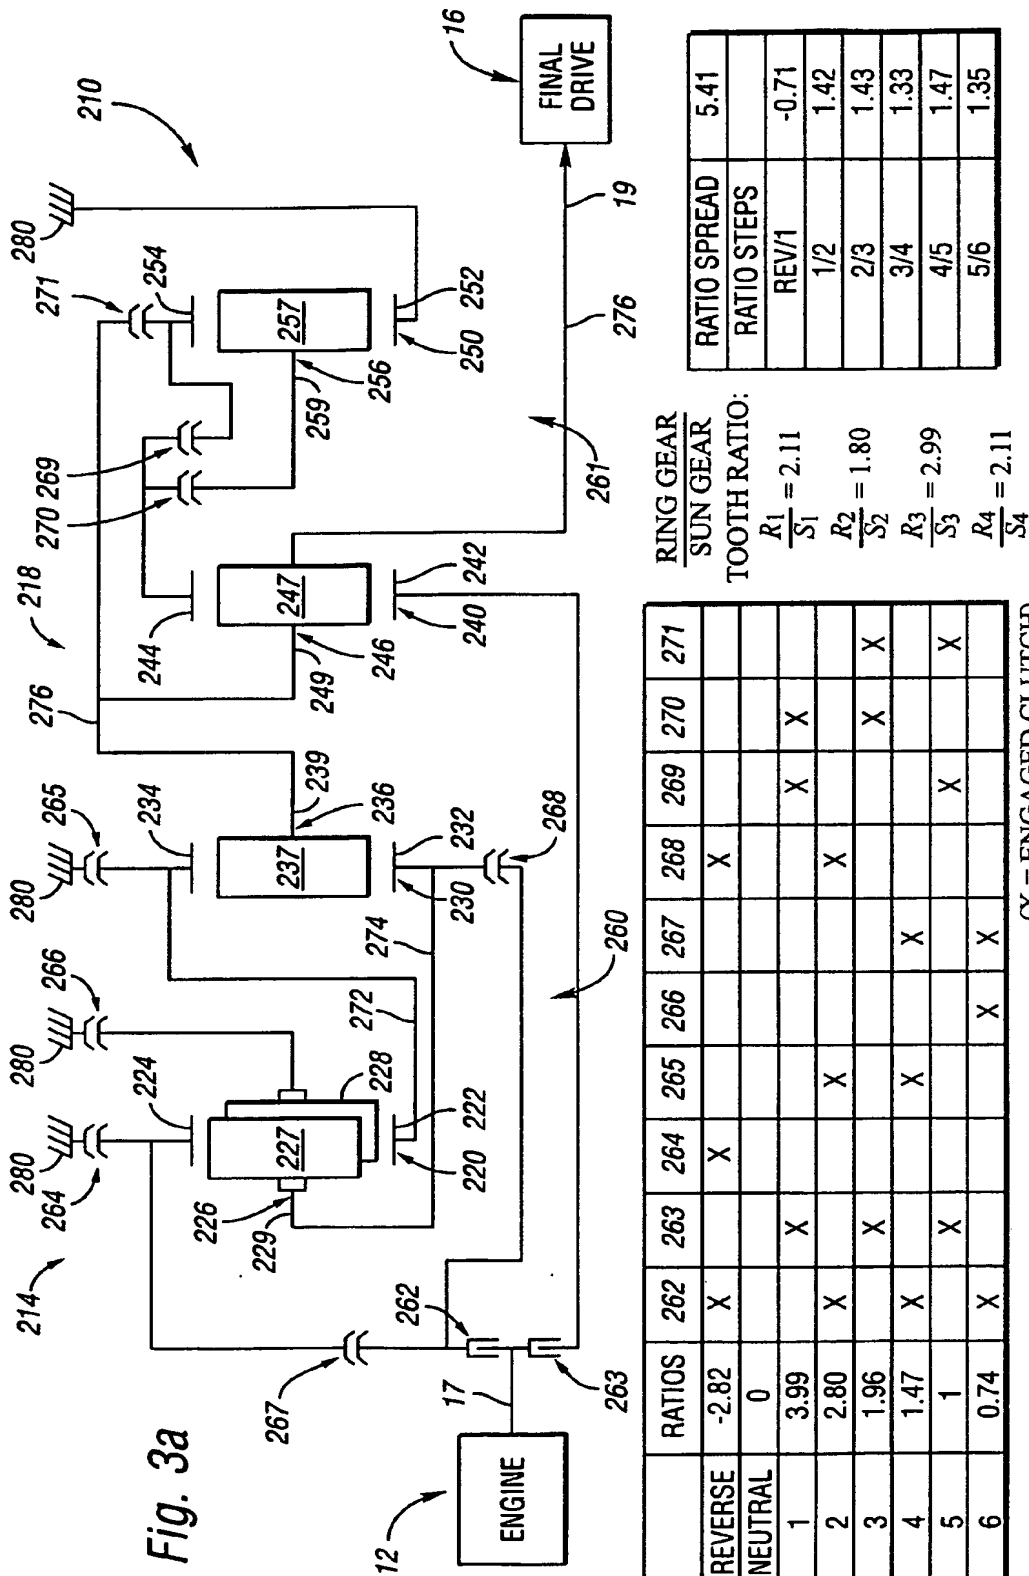 Fig. 3a
214
218
210
264
280
224
280
266
265
280
234
276
244
270
269
271
254
280
267
226
229
227
228
220
222
272
274
237
239
236
230
232
268
249
246
247
240
242
259
256
257
250
252
12
ENGINE
17
262
263
260
261
276
19
16
FINAL DRIVE
RATIOS 262 263 264 265 266 267 268 269 270 271
REVERSE -2.82 X X X
NEUTRAL 0
1 3.99 X X X
2 2.80 X X X
3 1.96 X X X
4 1.47 X X X
5 1 X X X
6 0.74 X X X
(X = ENGAGED CLUTCH)
RING GEAR
SUN GEAR
TOOTH RATIO:
R1/S1 = 2.11
R2/S2 = 1.80
R3/S3 = 2.99
R4/S4 = 2.11
RATIO SPREAD 5.41
RATIO STEPS
REV/1 -0.71
1/2 1.42
2/3 1.43
3/4 1.33
4/5 1.47
5/6 1.35